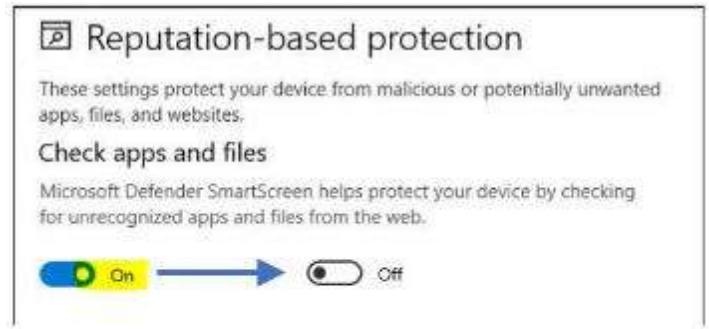 Reputation-based protection
These settings protect your device from malicious or potentially unwanted
apps, files, and websites.
Check apps and files
Microsoft Defender SmartScreen helps protect your device by checking
for unrecognized apps and files from the web.
On Off